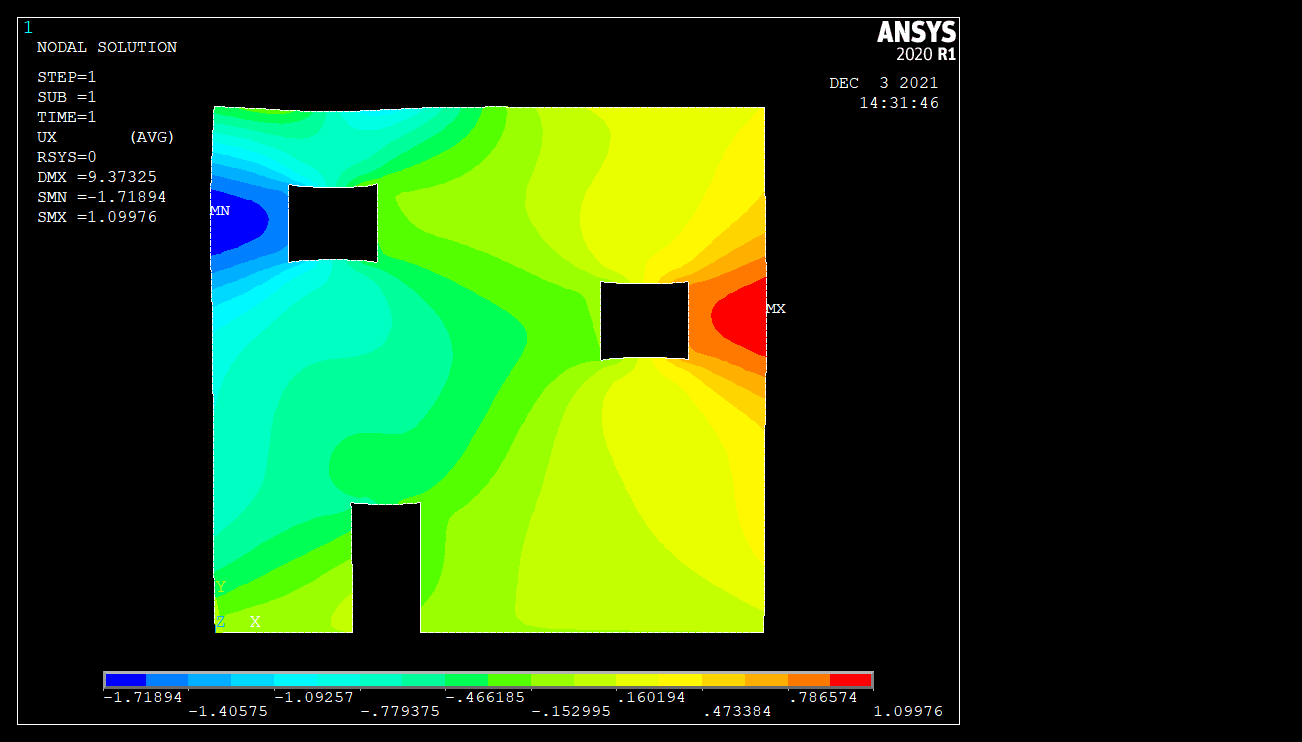 1
NODAL SOLUTION
STEP=1
SUB =1
TIME=1
UX (AVG)
RSYS=0
DMX =9.37325
SMN =-1.71894
SMX =1.09976
ANSYS
2020 R1
DEC 3 2021
14:31:46
MN
MX
Y
Z X
-1.71894 -1.09257 -.466185 .160194 .786574
-1.40575 -.779375 -.152995 .473384 1.09976